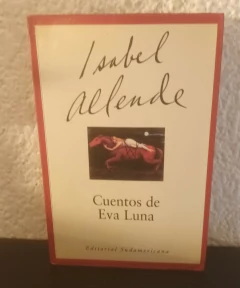 Isabel
Allende
Cuentos de
Eva Luna
Editorial Sudamericana